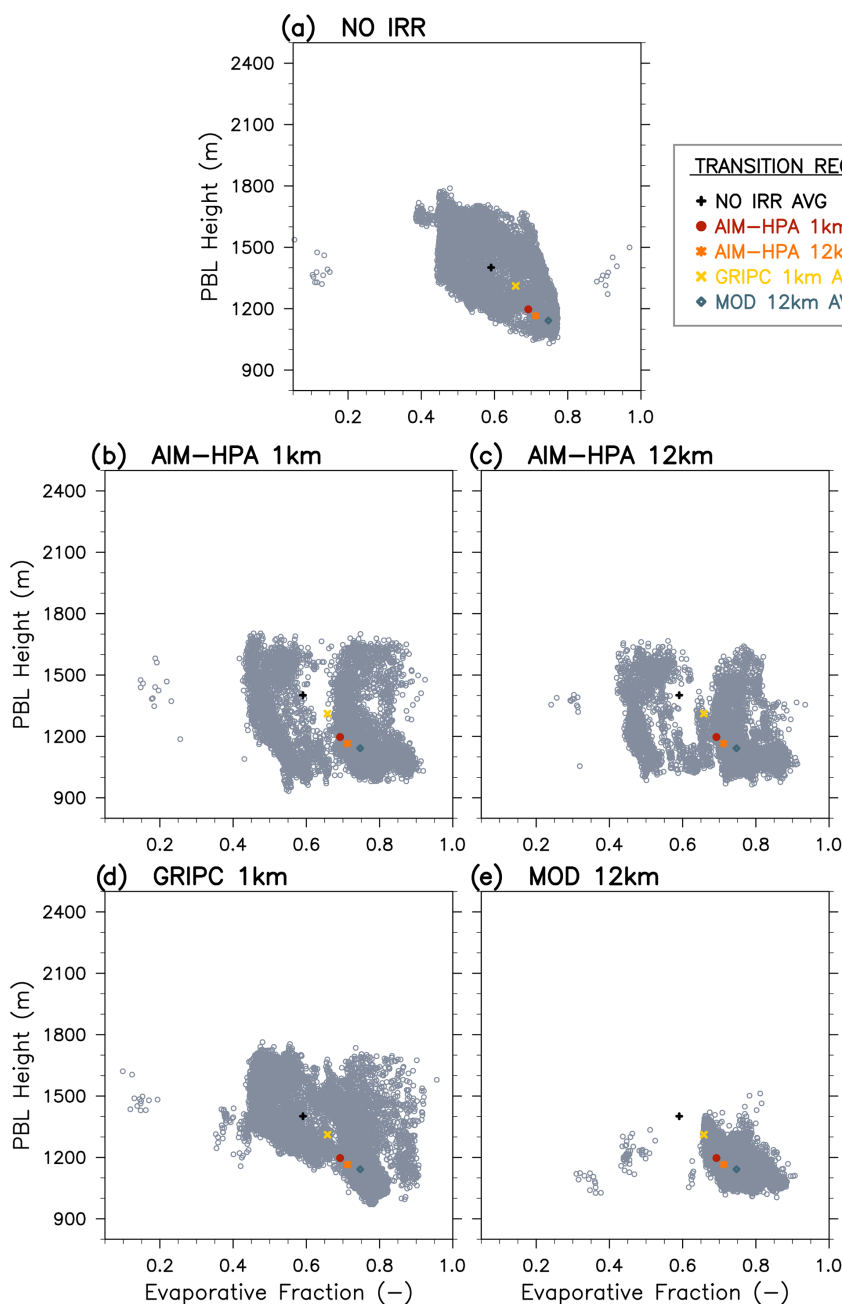 (a) NO IRR
2400
2100
1800
1500
1200
900
PBL Height (m)
0.2 0.4 0.6 0.8 1.0
TRANSITION
NO IRR AVG
AIM-HPA 1km
AIM-HPA
GRIPC 1km
MOD 12km
(b) AIM-HPA 1km
(c) AIM-HPA 12km
2400
2100
1800
1500
1200
900
PBL Height (m)
0.2 0.4 0.6 0.8 1.0
0.2 0.4 0.6 0.8 1.0
(d) GRIPC 1km
(e) MOD 12km
2400
2100
1800
1500
1200
900
PBL Height (m)
0.2 0.4 0.6 0.8 1.0
0.2 0.4 0.6 0.8 1.0
Evaporative Fraction (-)
Evaporative Fraction (-)